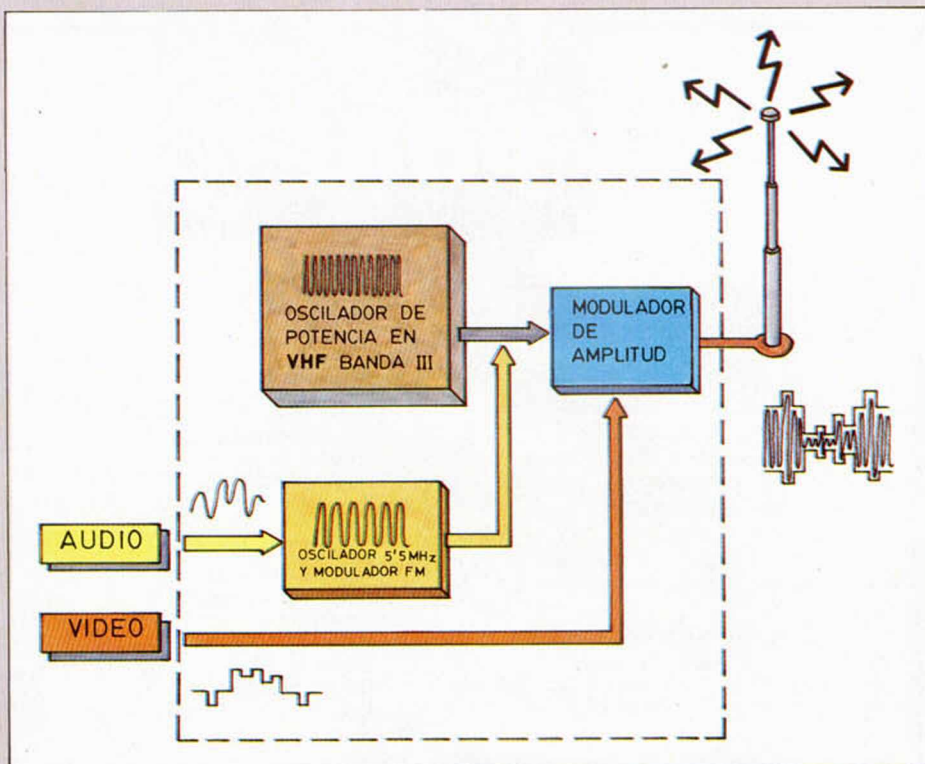 OSCILADOR DE
POTENCIA EN
VHF BANDA III
MODULADOR
DE
AMPLITUD
AUDIO
OSCILADOR 5'5MHz
Y MODULADOR FM
VIDEO